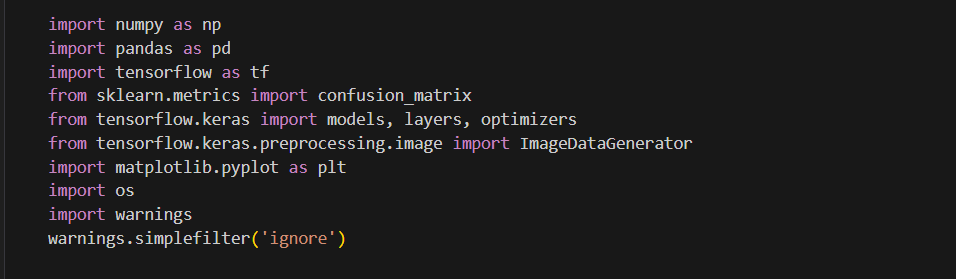 import numpy as np
import pandas as pd
import tensorflow as tf
from sklearn.metrics import confusion_matrix
from tensorflow.keras import models, layers, optimizers
from tensorflow.keras.preprocessing.image import ImageDataGenerator
import matplotlib.pyplot as plt
import os
import warnings
warnings.simplefilter('ignore')